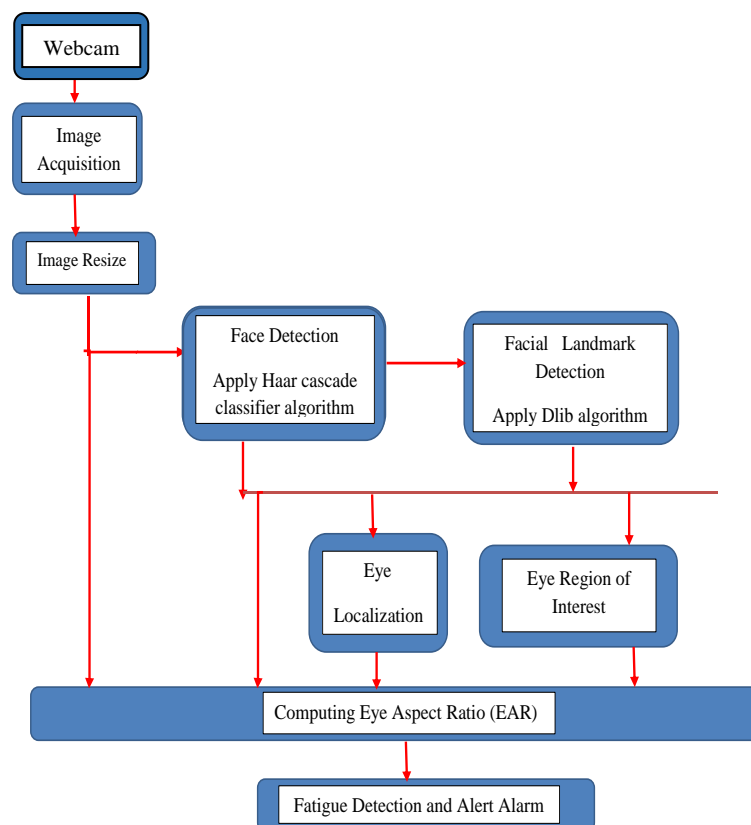 Webcam
Image
Acquisition
Image Resize
Face Detection
Apply Haar cascade
classifier algorithm
Facial Landmark
Detection
Apply Dlib algorithm
Eye
Localization
Eye Region of
Interest
Computing Eye Aspect Ratio (EAR)
Fatigue Detection and Alert Alarm